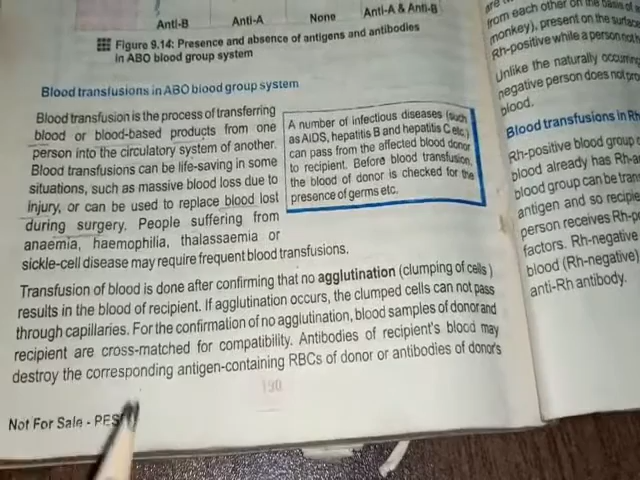 Anti-B Anti-A None Anti-A & Anti-B
Figure 9.14: Presence and absence of antigens and antibodies
in ABO blood group system
Blood transfusions in ABO blood group system
Blood transfusion is the process of transferring
blood or blood-based products from one
person into the circulatory system of another.
Blood transfusions can be life-saving in some
situations, such as massive blood loss due to
injury, or can be used to replace blood lost
during surgery. People suffering from
anaemia, haemophilia, thalassaemia or
sickle-cell disease may require frequent blood transfusions.
A number of infectious diseases (such
as AIDS, hepatitis B and hepatitis C etc.)
can pass from the affected blood donor
to recipient. Before blood transfusion,
the blood of donor is checked for the
presence of germs etc.
Transfusion of blood is done after confirming that no agglutination (clumping of cells)
results in the blood of recipient. If agglutination occurs, the clumped cells can not pass
through capillaries. For the confirmation of no agglutination, blood samples of donor and
recipient are cross-matched for compatibility. Antibodies of recipient's blood may
destroy the corresponding antigen-containing RBCs of donor or antibodies of donor's
190
Not For Sale - PES
from each other on the basis of
monkey), present on the surface
Rh-positive while a person
Unlike the naturally occurring
negative person does not
blood.
Blood transfusions in Rh
Rh-positive blood group
blood already has Rh-
blood group can be
antigen and so
person receives
factors. Rh-negative
blood (Rh-negative)
anti-Rh antibody.